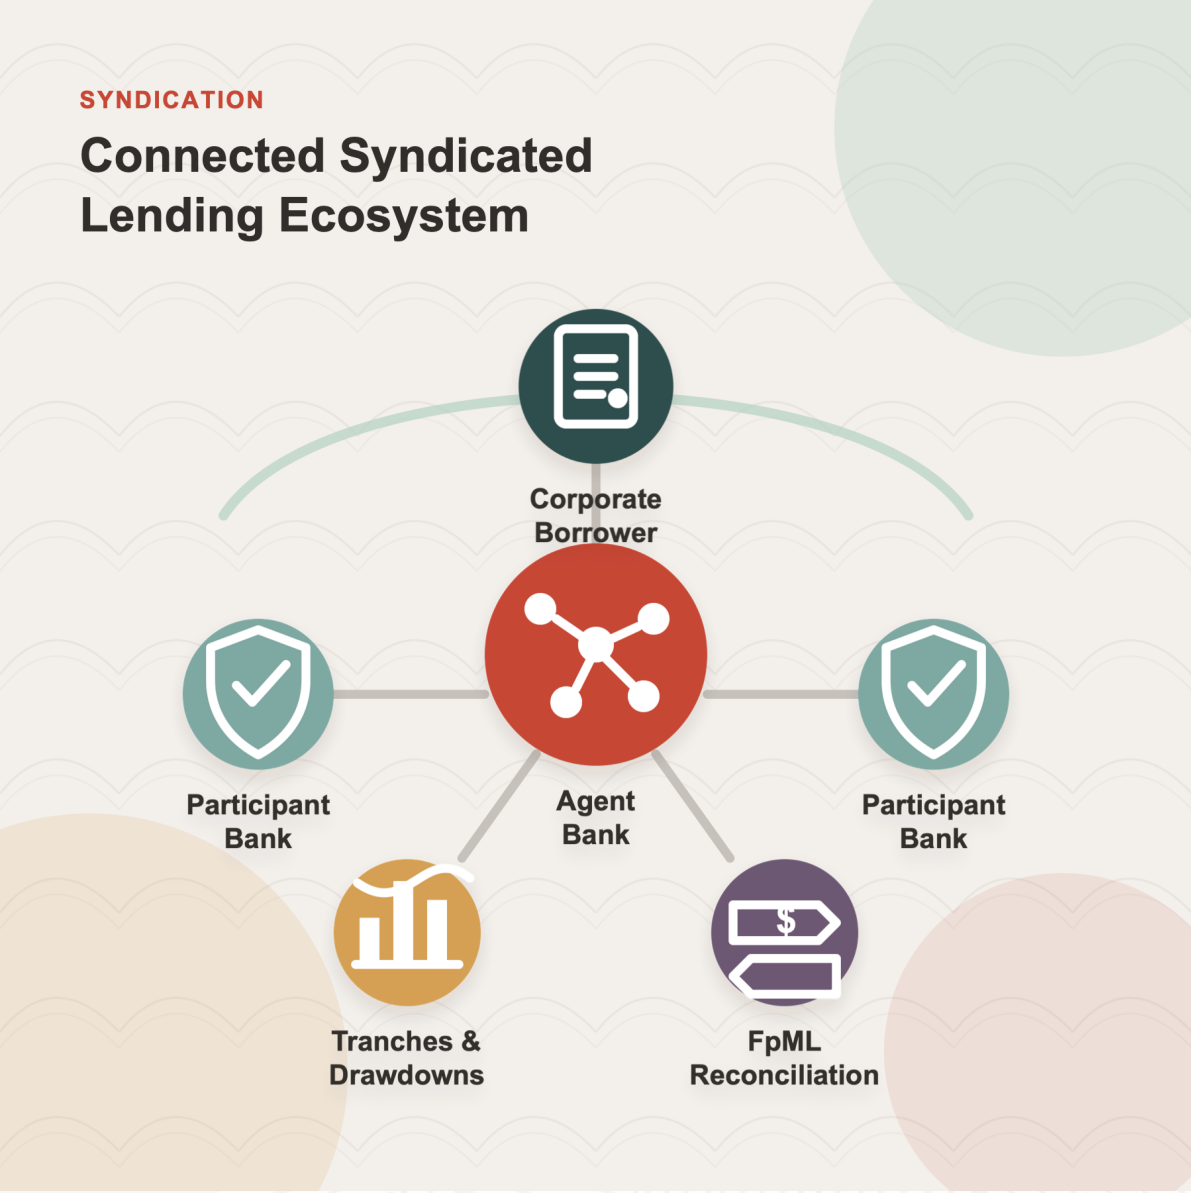 SYNDICATION
Connected Syndicated
Lending Ecosystem
Corporate
Borrower
Participant
Bank
Agent
Bank
Participant
Bank
$
Tranches &
Drawdowns
FpML
Reconciliation